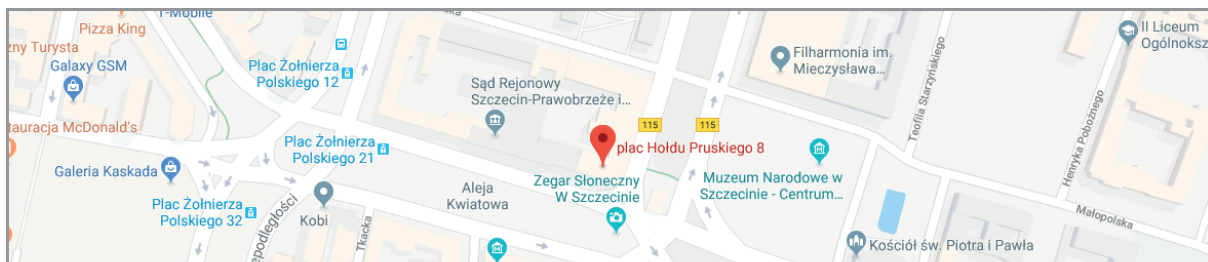 T-Mobile
Pizza King
zny Turysta
Galaxy GSM
Plac Żołnierza
Polskiego 12
Sąd Rejonowy
Szczecin-Prawobrzeże i...
Filharmonia im.
Mieczysława...
Teofila Starzyńskiego
II Liceum
Ogólnoksz
Henryka Pobożnego
tauracja McDonald's
115
115
Plac Żołnierza
Polskiego 21
plac Hołdu Pruskiego 8
Galeria Kaskada
Zegar Słoneczny
W Szczecinie
Muzeum Narodowe w
Szczecinie - Centrum...
Aleja
Kwiatowa
Plac Żołnierza
Polskiego 32
epodległości
Kobi
Tkacka
Małopolska
Kościół św. Piotra i Pawła